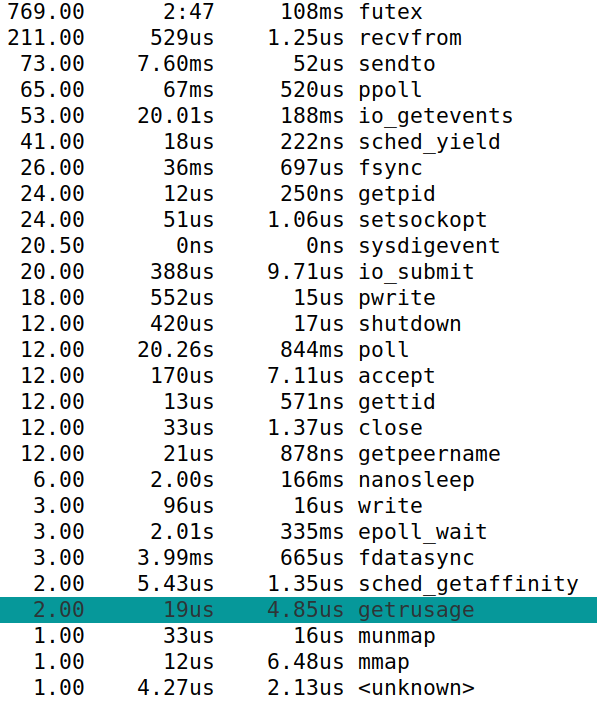 769.00 2:47 108ms futex
211.00 529us 1.25us recvfrom
73.00 7.60ms 52us sendto
65.00 67ms 520us ppoll
53.00 20.01s 188ms io_getevents
41.00 18us 222ns sched_yield
26.00 36ms 697us fsync
24.00 12us 250ns getpid
24.00 51us 1.06us setsockopt
20.50 0ns 0ns sysdigevent
20.00 388us 9.71us io_submit
18.00 552us 15us pwrite
12.00 420us 17us shutdown
12.00 20.26s 844ms poll
12.00 170us 7.11us accept
12.00 13us 571ns gettid
12.00 33us 1.37us close
12.00 21us 878ns getpeername
6.00 2.00s 166ms nanosleep
3.00 96us 16us write
3.00 2.01s 335ms epoll_wait
3.00 3.99ms 665us fdatasync
2.00 5.43us 1.35us sched_getaffinity
2.00 19us 4.85us getrusage
1.00 33us 16us munmap
1.00 12us 6.48us mmap
1.00 4.27us 2.13us <unknown>